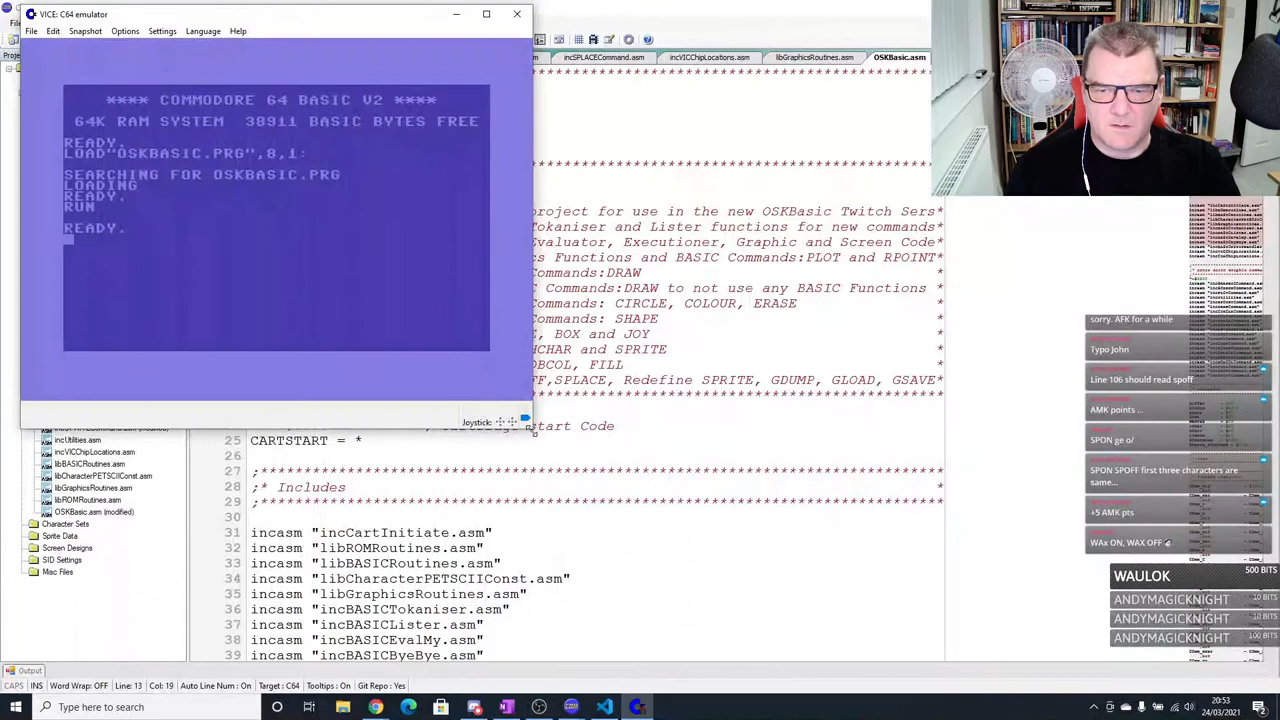 VICE: C64 emulator
File Edit Snapshot Options Settings Language Help
**** COMMODORE 64 BASIC V2 ****
64K RAM SYSTEM 38911 BASIC BYTES FREE
READY.
SEARCHING FOR OSKBASIC.PRG
LOADING
READY.
RUN
READY.
Joystick:
incSPLACECommand.asm
incVICChipLocations.asm
libGraphicsRoutines.asm
OSKBasic.asm
project for use in the new OSKBasic Twitch Sers*
Tokaniser and Lister functions for new commands*
Evaluator, Executioner, Graphic and Screen Code*
s Functions and BASIC Commands:PLOT and RPOINT*
Commands:DRAW *
C Commands:DRAW to not use any BASIC Functions *
Commands: CIRCLE, COLOUR, ERASE *
Commands: SHAPE *
, BOX and JOY *
HCHAR and SPRITE *
OBCOL, FILL *
FF,SPLACE, Redefine SPRITE, GDUMP, GLOAD, GSAVE*
start Code
25 CARTSTART = *
26
27 ;*
28 ;* Includes
29 ;*
30
31 incasm "incCartInitiate.asm"
32 incasm "libROMRoutines.asm"
33 incasm "libBASICRoutines.asm"
34 incasm "libCharacterPETSCIIConst.asm"
35 incasm "libGraphicsRoutines.asm"
36 incasm "incBASICTokaniser.asm"
37 incasm "incBASICLister.asm"
38 incasm "incBASICEvalMy.asm"
39 incasm "incBASICByeBye.asm"
incUtilities.asm
incVICChipLocations.asm
libBASICRoutines.asm
libCharacterPETSCIIConst.asm
libGraphicsRoutines.asm
libROMRoutines.asm
OSKBasic.asm (modified)
Character Sets
Sprite Data
Screen Designs
SID Settings
Misc Files
sorry. AFK for a while
Typo John
Line 106 should read spoff
AMK points ...
SPON ge o/
SPON SPOFF first three characters are
same...
+5 AMK pts
WAx ON, WAX OFF
WAULOK 500 BITS
ANDYMAGICKNIGHT 10 BITS
ANDYMAGICKNIGHT 10 BITS
ANDYMAGICKNIGHT 100 BITS
Output
CAPS INS Word Wrap: OFF Line: 13 Col: 19 Auto Line Num : On Target : C64 Tooltips : On Git Repo : Yes
Type here to search
20:53
24/03/2021